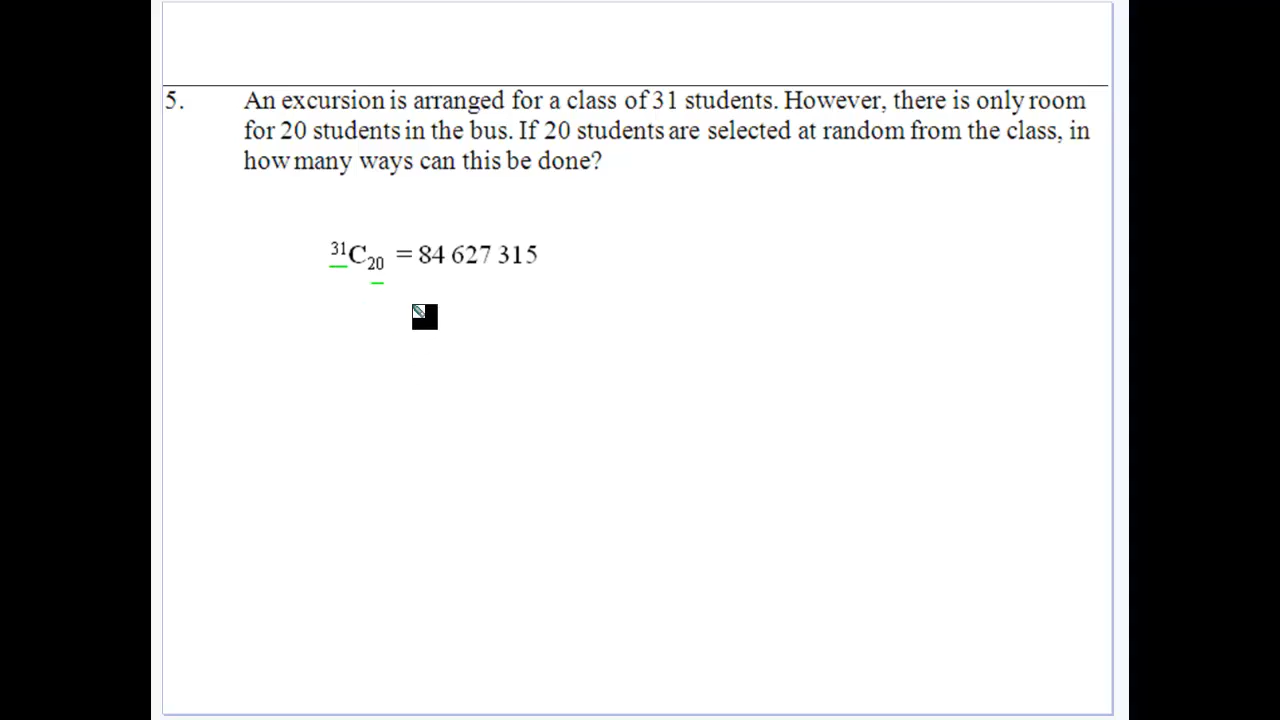 5. An excursion is arranged for a class of 31 students. However, there is only room
for 20 students in the bus. If 20 students are selected at random from the class, in
how many ways can this be done?
³¹C₂₀ = 84 627 315